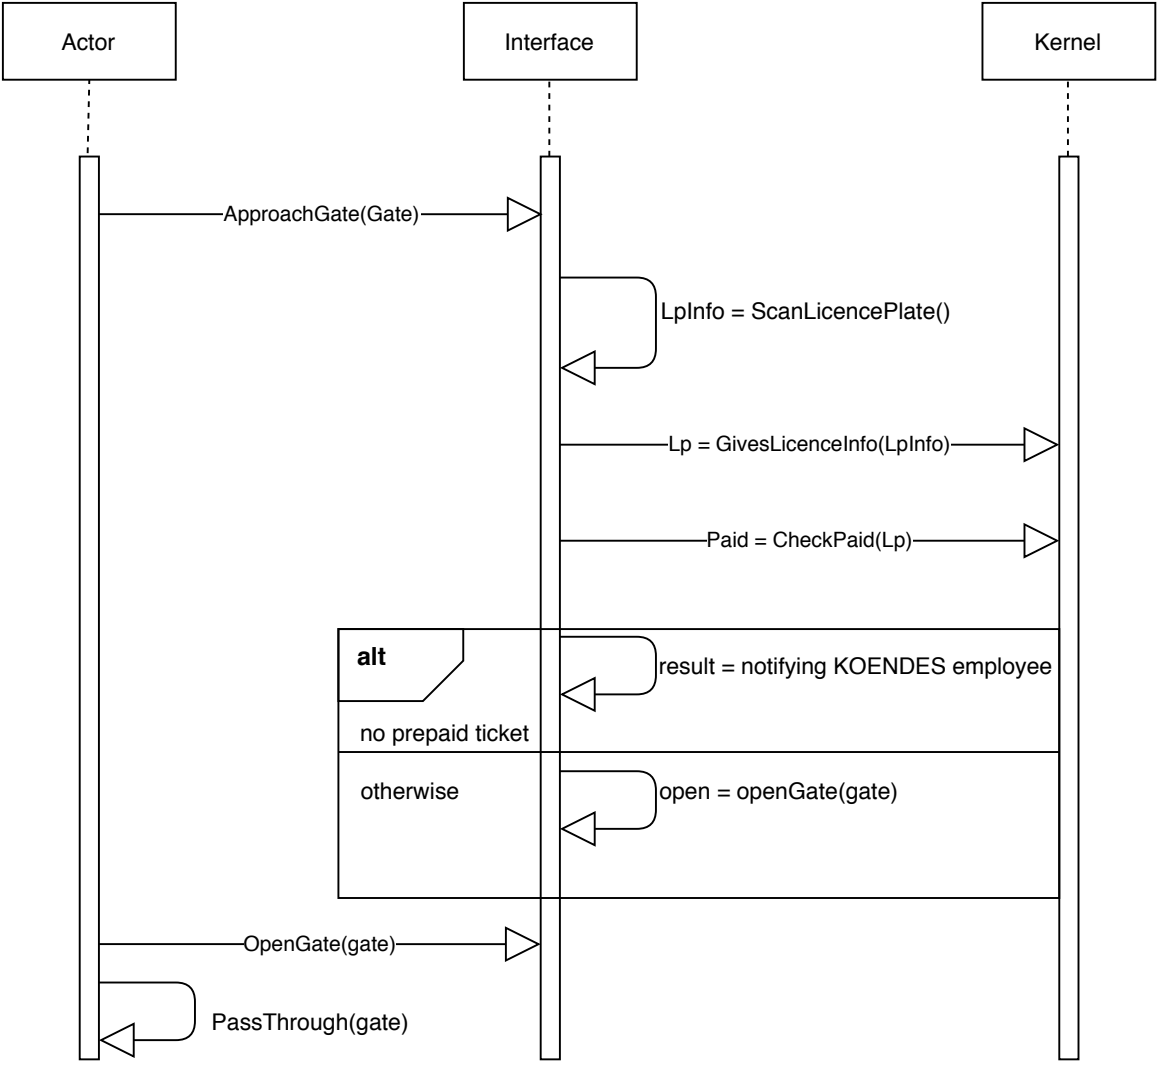 Actor
Interface
Kernel
ApproachGate(Gate)
LpInfo = ScanLicencePlate()
Lp = GivesLicenceInfo(LpInfo)
Paid = CheckPaid(Lp)
alt
result = notifying KOENDES employee
no prepaid ticket
otherwise
open = openGate(gate)
OpenGate(gate)
PassThrough(gate)